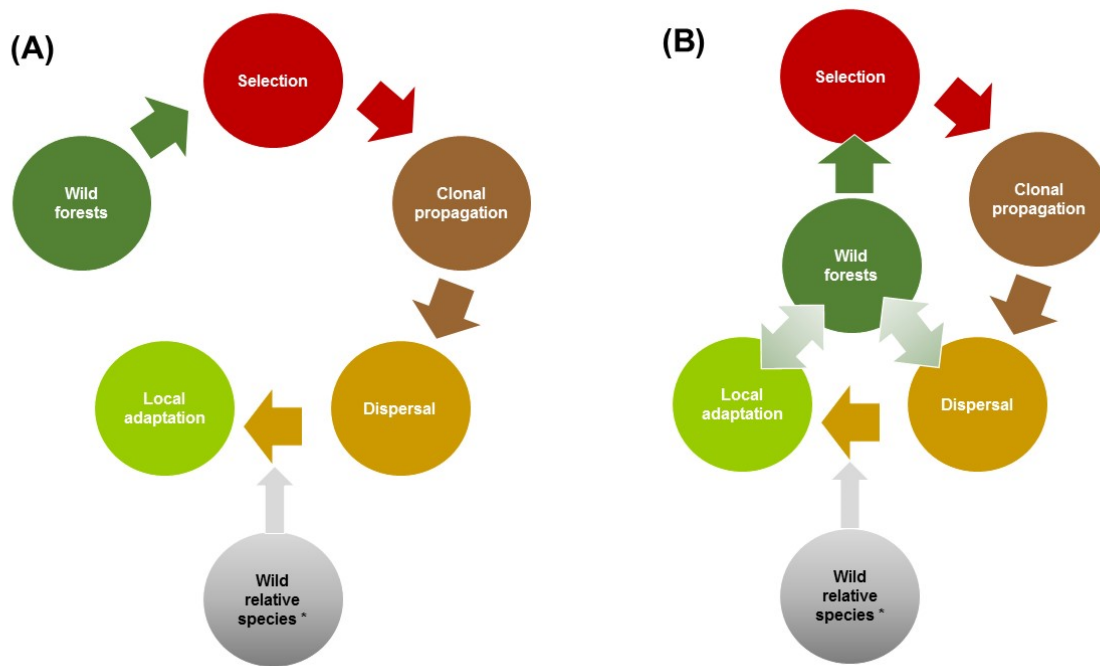 (A)
Selection
Wild
forests
Clonal
propagation
Local
adaptation
Dispersal
Wild
relative
species *
(B)
Selection
Clonal
propagation
Wild
forests
Local
adaptation
Dispersal
Wild
relative
species *